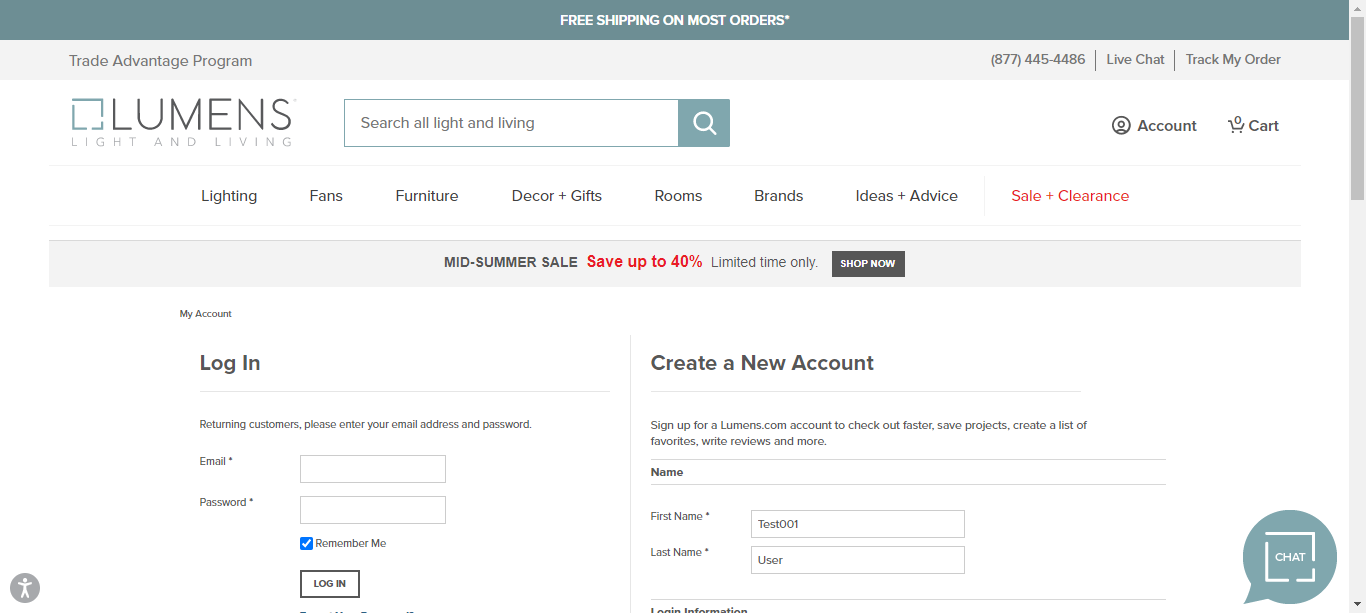 FREE SHIPPING ON MOST ORDERS*
Trade Advantage Program
(877) 445-4486
Live Chat
Track My Order
LUMENS
LIGHT AND LIVING
Search all light and living
Account
0
Cart
Lighting
Fans
Furniture
Decor + Gifts
Rooms
Brands
Ideas + Advice
Sale + Clearance
MID-SUMMER SALE Save up to 40% Limited time only. SHOP NOW
My Account
Log In
Returning customers, please enter your email address and password.
Email *
Password *
Remember Me
LOG IN
Create a New Account
Sign up for a Lumens.com account to check out faster, save projects, create a list of
favorites, write reviews and more.
Name
First Name *
Test001
Last Name *
User
Login Information
CHAT